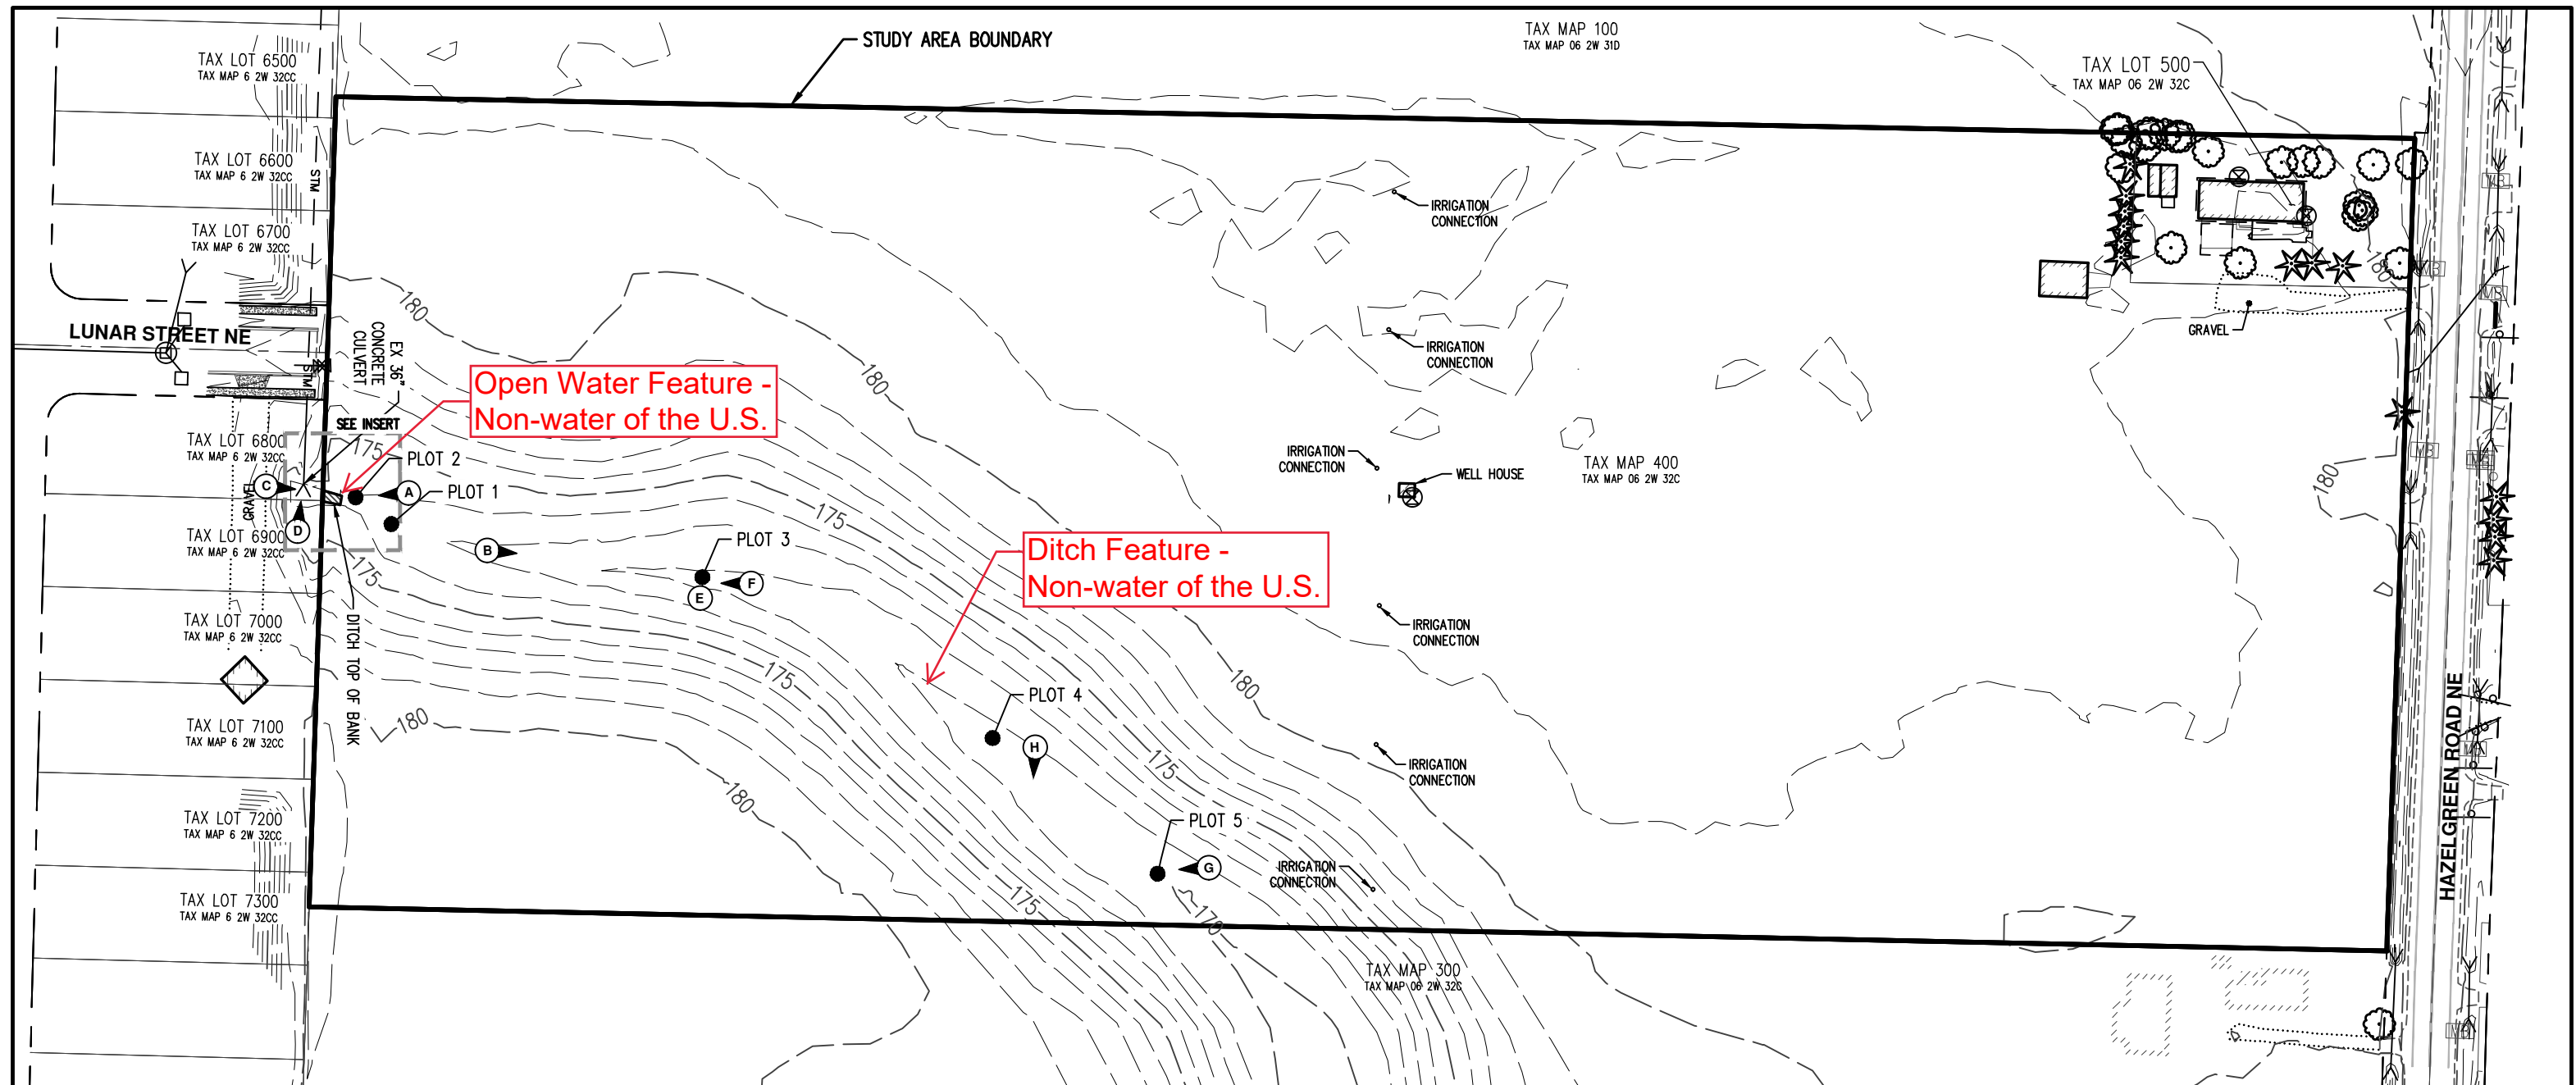 STUDY AREA BOUNDARY
TAX MAP 100
TAX MAP 06 2W 31D
TAX LOT 500
TAX MAP 06 2W 32C
TAX LOT 6500
TAX MAP 6 2W 32CC
TAX LOT 6600
TAX MAP 6 2W 32CC
STM
TAX LOT 6700
TAX MAP 6 2W 32CC
IRRIGATION
CONNECTION
180
LUNAR STREET NE
EX 36"
CONCRETE
CULVERT
STM
180
GRAVEL
IRRIGATION
CONNECTION
180
Open Water Feature -
Non-water of the U.S.
SEE INSERT
TAX LOT 6800
TAX MAP 6 2W 32CC
175
PLOT 2
IRRIGATION
CONNECTION
WELL HOUSE
TAX MAP 400
TAX MAP 06 2W 32C
180
C
A
PLOT 1
GRAVEL
D
175
TAX LOT 6900
TAX MAP 6 2W 32CC
B
PLOT 3
Ditch Feature -
Non-water of the U.S.
175
F
E
TAX LOT 7000
TAX MAP 6 2W 32CC
DITCH TOP OF BANK
IRRIGATION
CONNECTION
175
180
PLOT 4
TAX LOT 7100
TAX MAP 6 2W 32CC
180
H
175
IRRIGATION
CONNECTION
HAZELGREEN ROAD NE
180
TAX LOT 7200
TAX MAP 6 2W 32CC
PLOT 5
G
IRRIGATION
CONNECTION
TAX LOT 7300
TAX MAP 6 2W 32CC
175
170
TAX MAP 300
TAX MAP 06 2W 32C